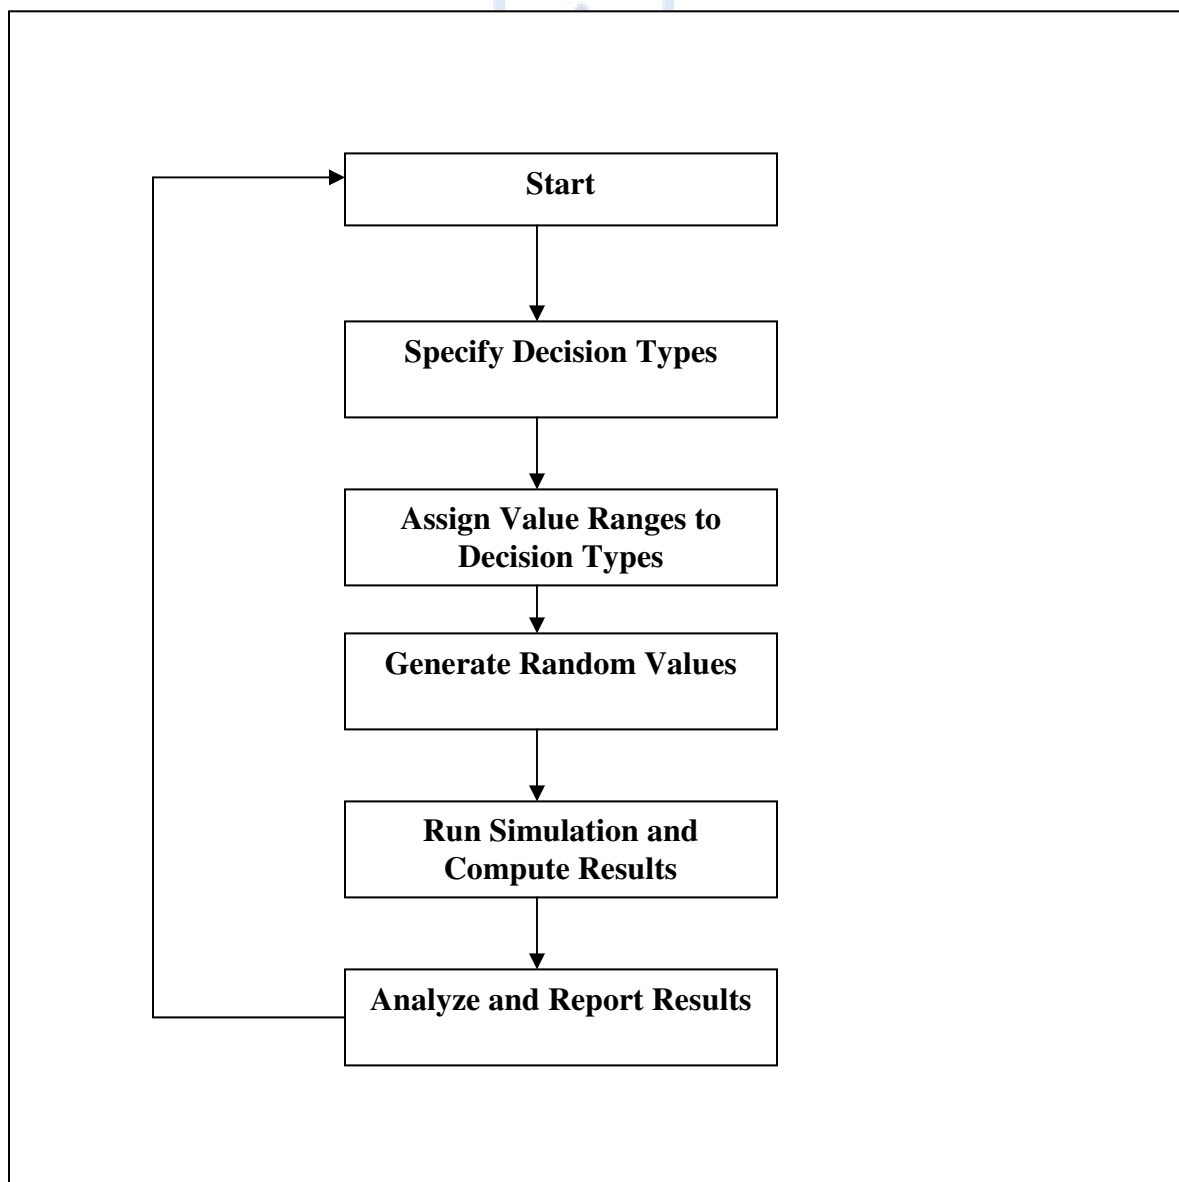 Start
Specify Decision Types
Assign Value Ranges to
Decision Types
Generate Random Values
Run Simulation and
Compute Results
Analyze and Report Results